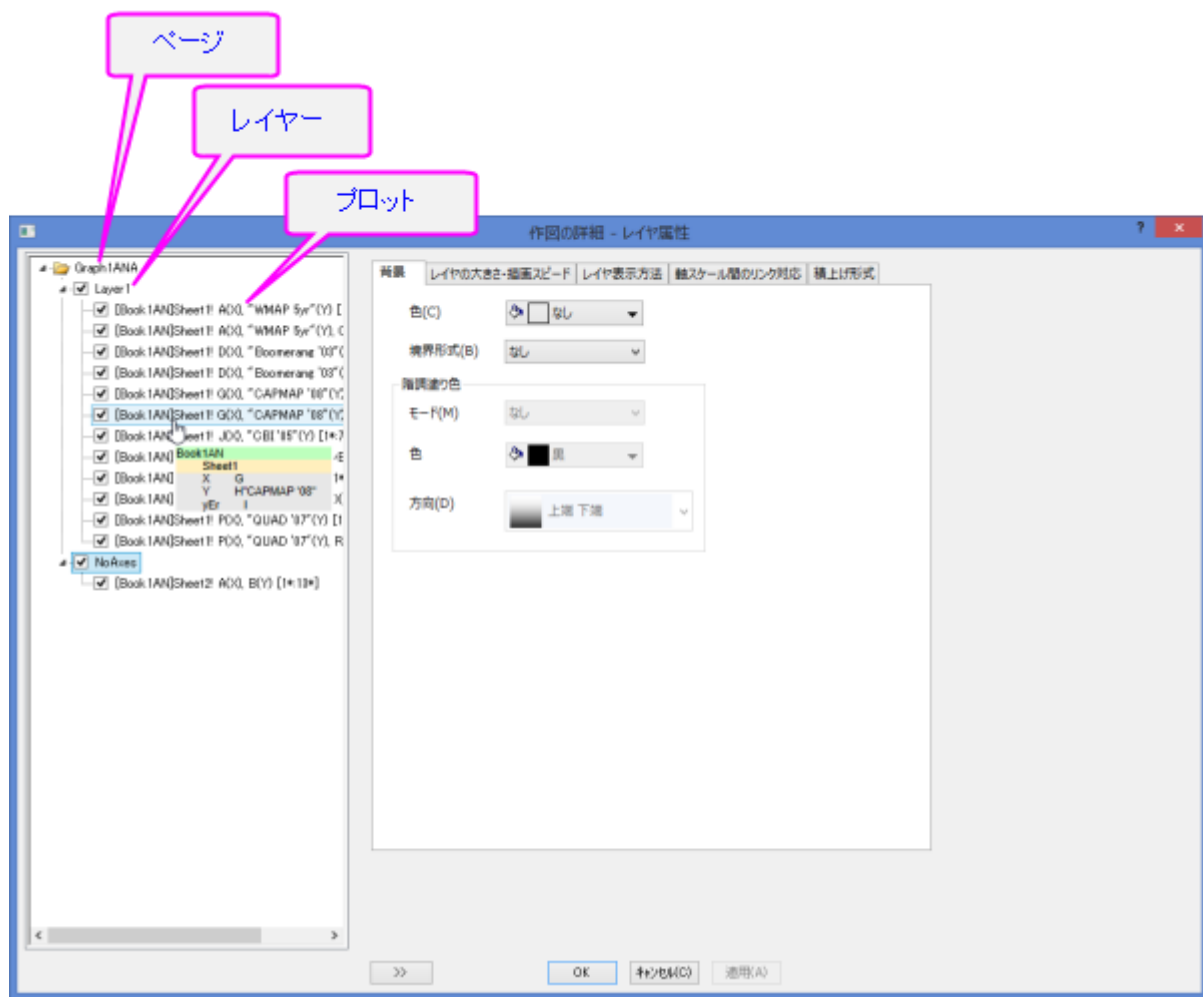 ページ
レイヤー
プロット
作図の詳細 - レイヤ属性
?
×
Graph1ANA
Layer1
[Book1AN]Sheet1! A(X), "WMAP 5yr"(Y) [
[Book1AN]Sheet1! A(X), "WMAP 5yr"(Y), C
[Book1AN]Sheet1! D(X), "Boomerang '03"(
[Book1AN]Sheet1! D(X), "Boomerang '03"(
[Book1AN]Sheet1! G(X), "CAPMAP '08"(Y)
[Book1AN]Sheet1! G(X), "CAPMAP '08"(Y)
[Book1AN]Sheet1! J(X), "CBI '05"(Y) [1*:7
[Book1AN]
[Book1AN] 1*
[Book1AN] X(
[Book1AN]Sheet1! P(X), "QUAD '07"(Y) [1
[Book1AN]Sheet1! P(X), "QUAD '07"(Y), R
Book1AN
Sheet1
X G
Y H"CAPMAP '08"
yEr I
NoAxes
[Book1AN]Sheet2! A(X), B(Y) [1*:13*]
背景
レイヤの大きさ・描画スピード
レイヤ表示方法
軸スケール間のリンク対応
積上げ形式
色(C) なし
境界形式(B) なし
階調塗り色
モード(M) なし
色 黒
方向(D) 上端 下端
>>
OK
キャンセル(C)
適用(A)